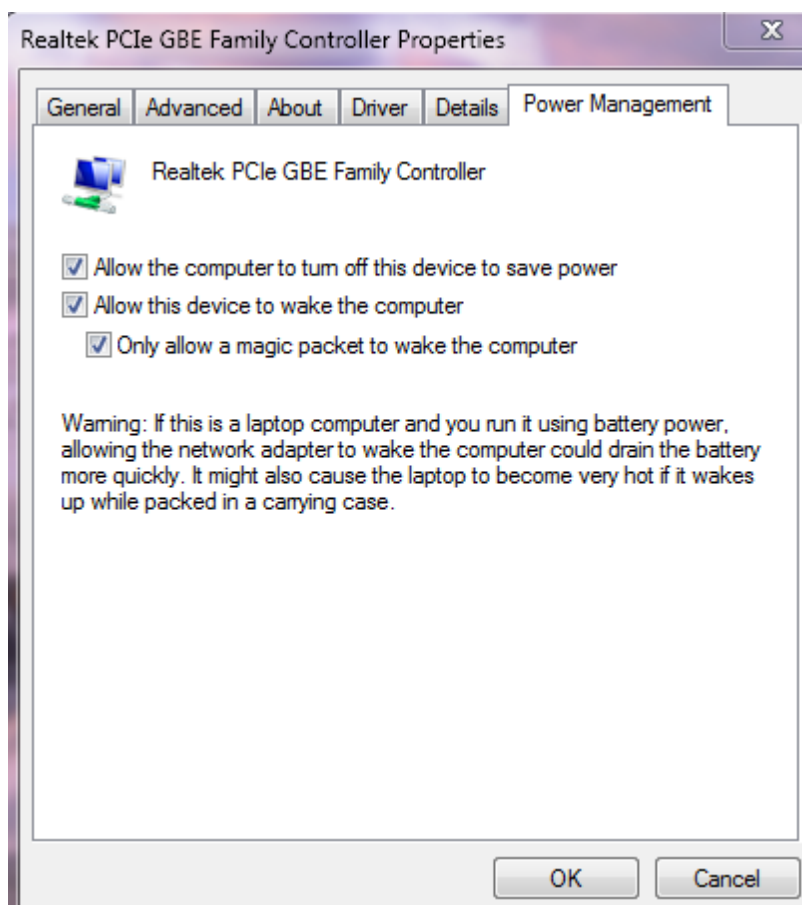 Realtek PCIe GBE Family Controller Properties
General Advanced About Driver Details Power Management
Realtek PCIe GBE Family Controller
Allow the computer to turn off this device to save power
Allow this device to wake the computer
Only allow a magic packet to wake the computer
Warning: If this is a laptop computer and you run it using battery power,
allowing the network adapter to wake the computer could drain the battery
more quickly. It might also cause the laptop to become very hot if it wakes
up while packed in a carrying case.
OK Cancel